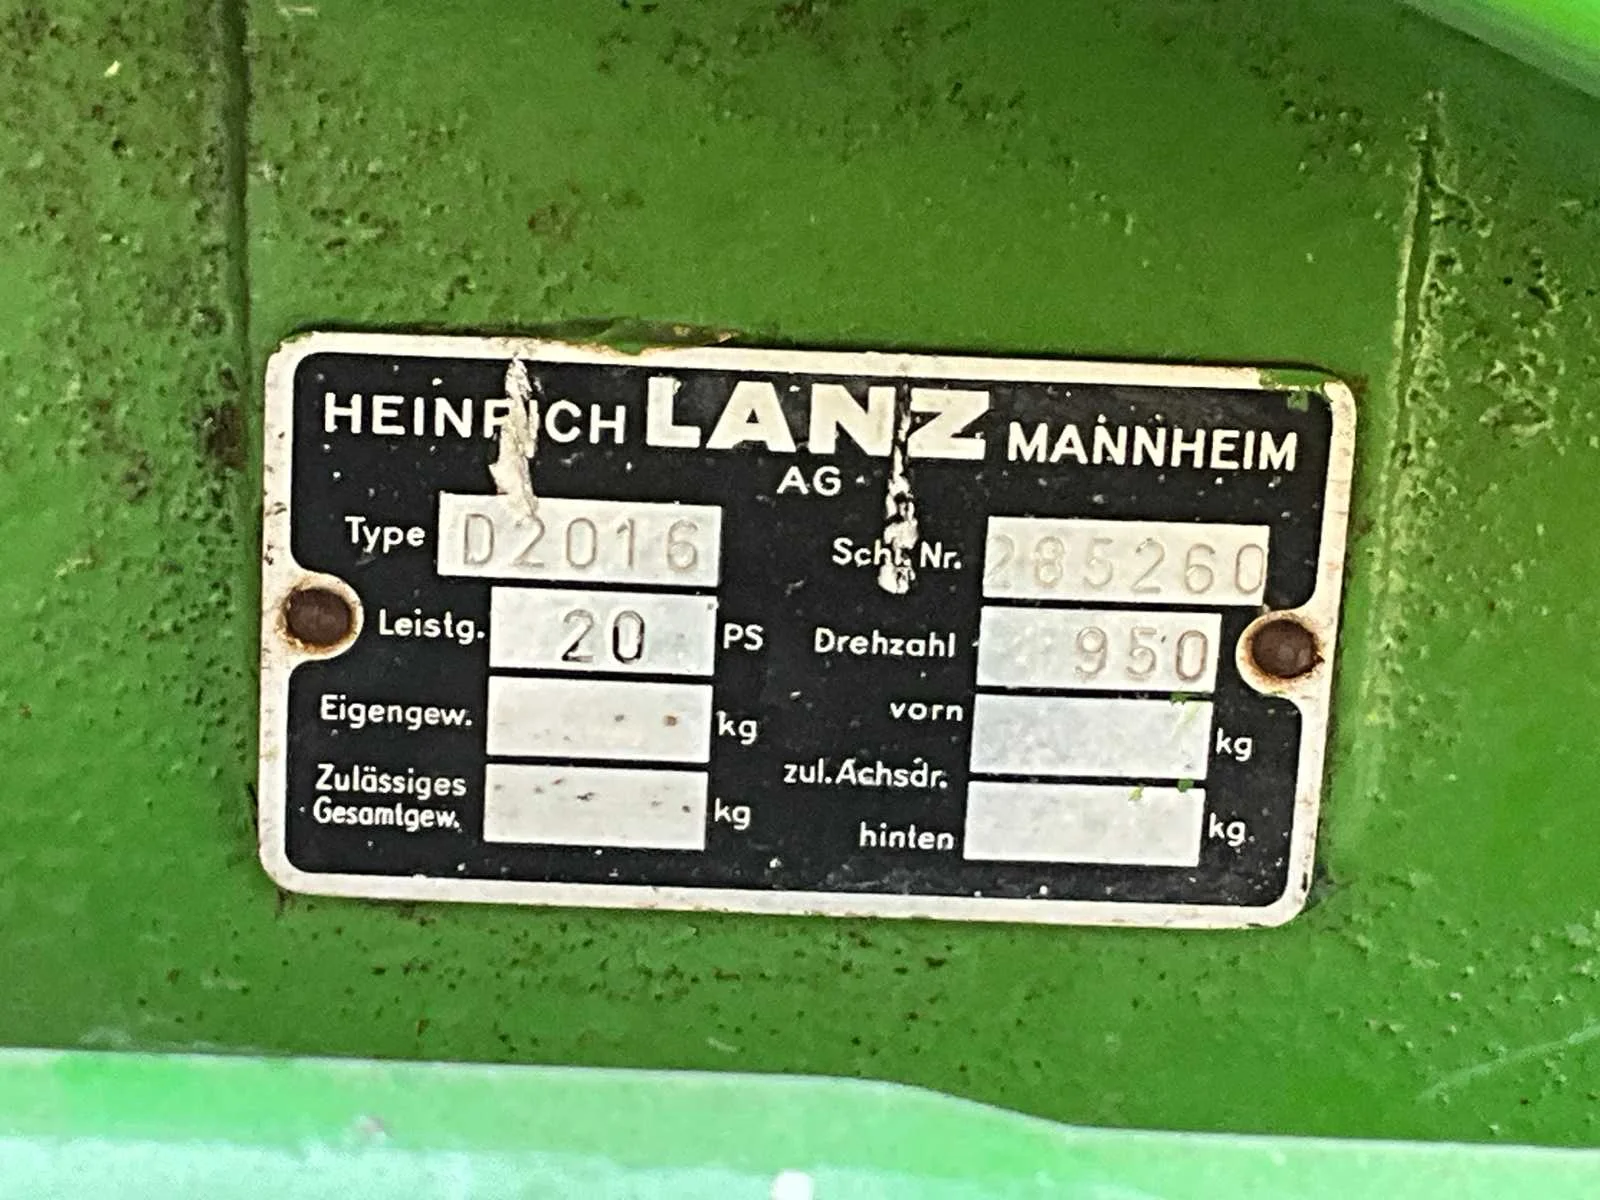 HEINRICH LANZ MANNHEIM
AG
Type D2016 Schl. Nr. 285260
Leistg. 20 PS Drehzahl 950
Eigengew. kg vorn kg
zul. Achsdr.
Zulässiges
Gesamtgew. kg hinten kg